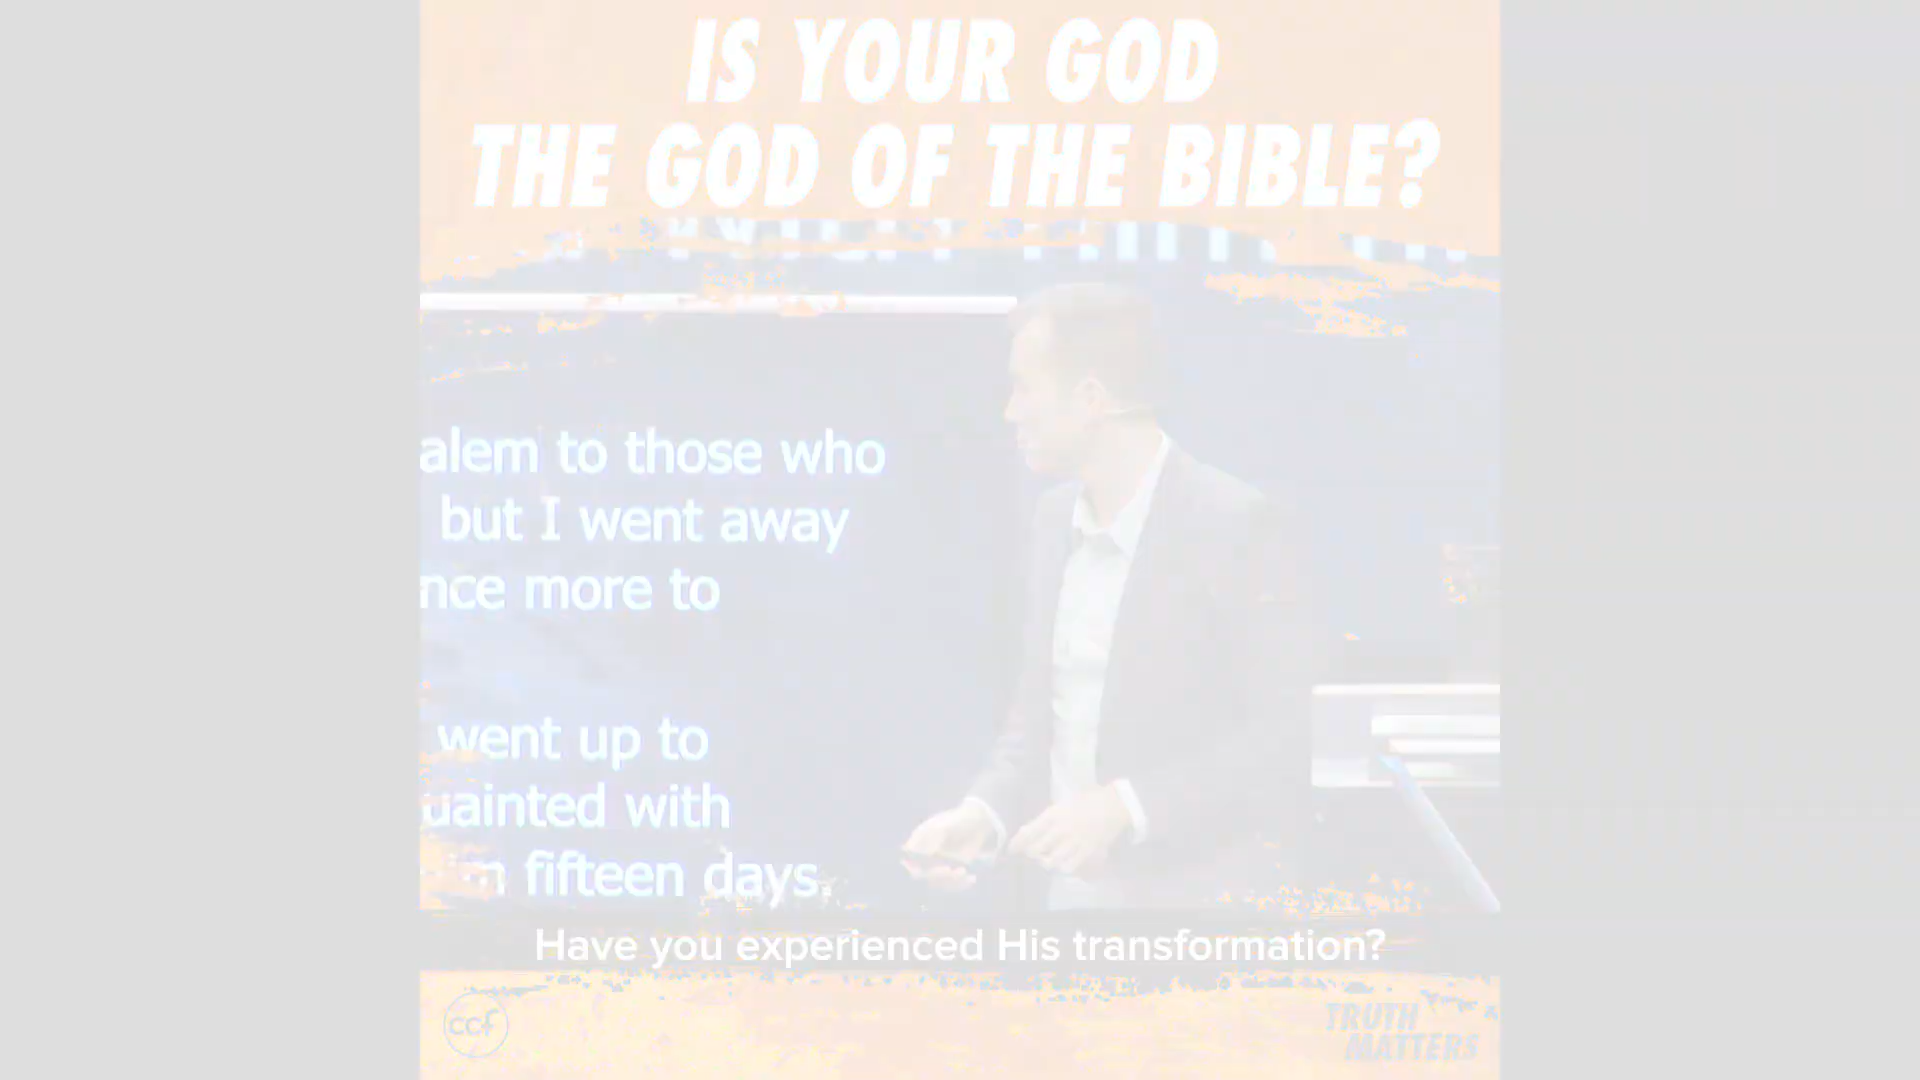 IS YOUR GOD
THE GOD OF THE BIBLE?
alem to those who
but I went away
nce more to
went up to
uainted with
fifteen days.
Have you experienced His transformation?
ccf
TRUTH
MATTERS